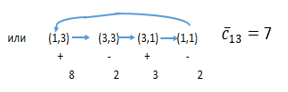 или (1,3) → (3,3) → (3,1) → (1,1) c̄₁₃ = 7
+ - + -
8 2 3 2